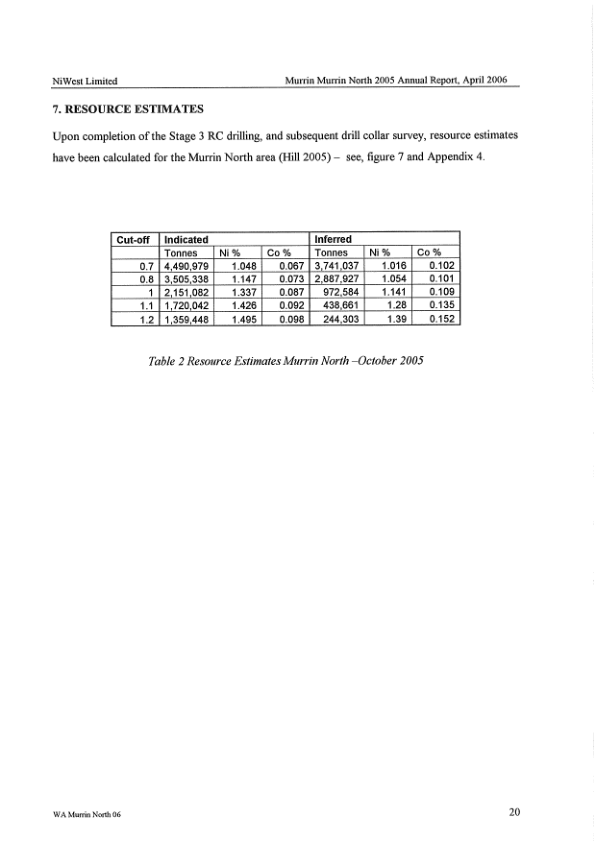 NiWest Limited Murrin Murrin North 2005 Annual Report, April 2006
7. RESOURCE ESTIMATES
Upon completion of the Stage 3 RC drilling, and subsequent drill collar survey, resource estimates
have been calculated for the Murrin North area (Hill 2005) – see, figure 7 and Appendix 4.
Cut-off Indicated Inferred
Tonnes Ni % Co % Tonnes Ni % Co %
0.7 4,490,979 1.048 0.067 3,741,037 1.016 0.102
0.8 3,505,338 1.147 0.073 2,887,927 1.054 0.101
1 2,151,082 1.337 0.087 972,584 1.141 0.109
1.1 1,720,042 1.426 0.092 438,661 1.28 0.135
1.2 1,359,448 1.495 0.098 244,303 1.39 0.152
Table 2 Resource Estimates Murrin North –October 2005
WA Murrin North 06 20